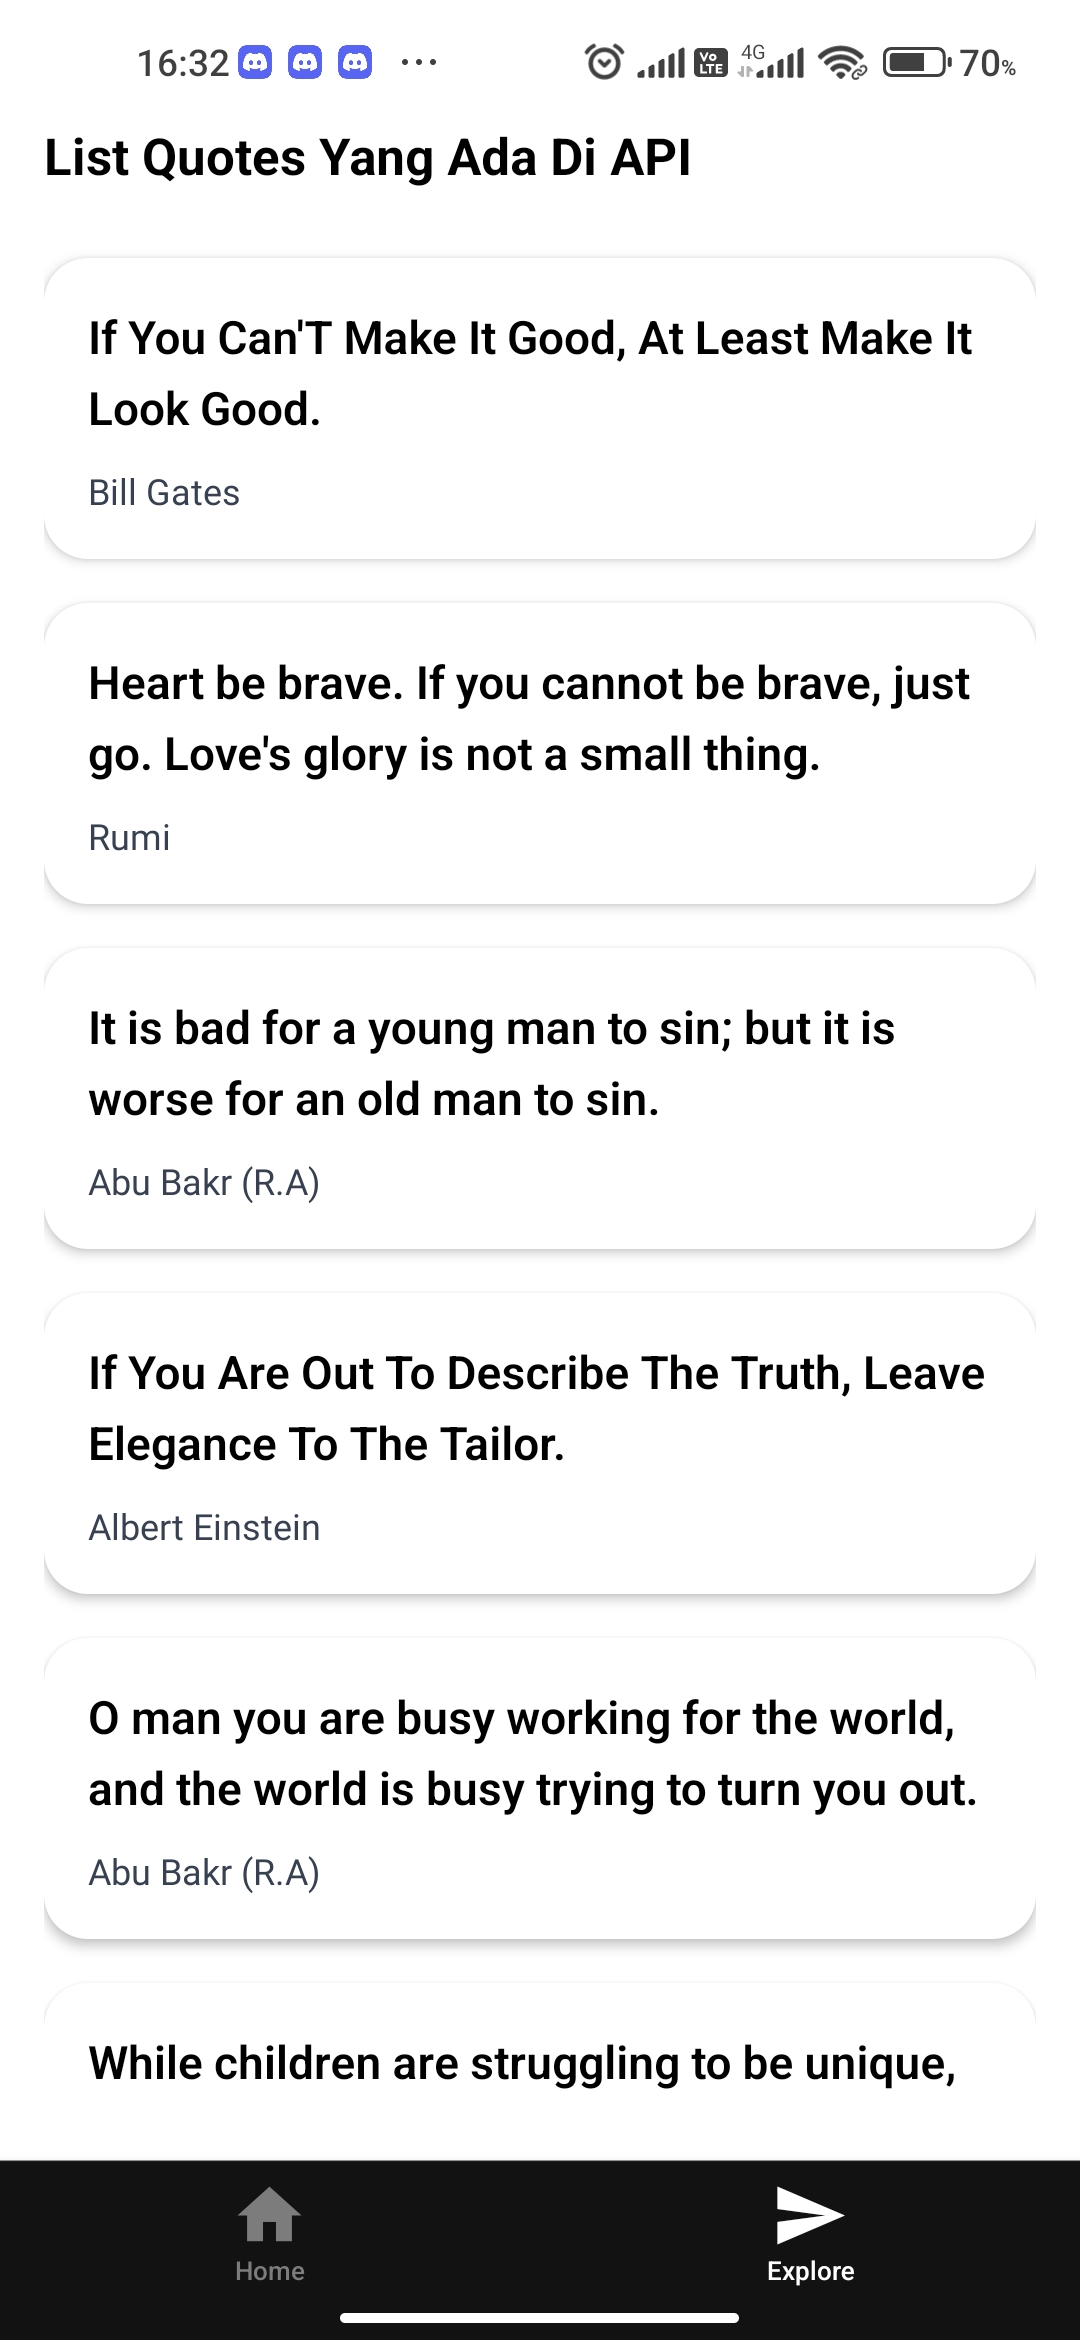 16:32 Vo LTE 4G 70%
List Quotes Yang Ada Di API
If You Can'T Make It Good, At Least Make It
Look Good.
Bill Gates
Heart be brave. If you cannot be brave, just
go. Love's glory is not a small thing.
Rumi
It is bad for a young man to sin; but it is
worse for an old man to sin.
Abu Bakr (R.A)
If You Are Out To Describe The Truth, Leave
Elegance To The Tailor.
Albert Einstein
O man you are busy working for the world,
and the world is busy trying to turn you out.
Abu Bakr (R.A)
While children are struggling to be unique,
Home
Explore